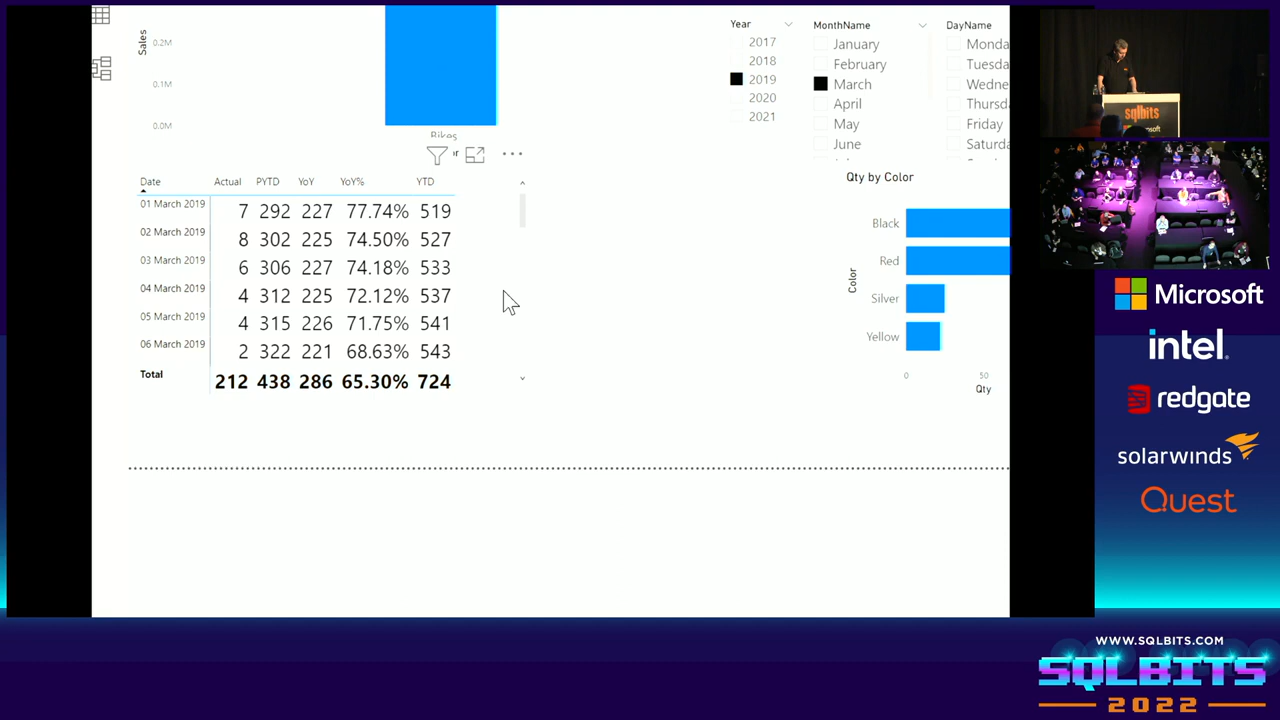 Sales
0.2M
0.1M
0.0M
Bikes
Year
2017
2018
2019
2020
2021
MonthName
January
February
March
April
May
June
DayName
Monda
Tuesda
Wedne
Thursd
Friday
Saturd
Date Actual PYTD YoY YoY% YTD
01 March 2019 7 292 227 77.74% 519
02 March 2019 8 302 225 74.50% 527
03 March 2019 6 306 227 74.18% 533
04 March 2019 4 312 225 72.12% 537
05 March 2019 4 315 226 71.75% 541
06 March 2019 2 322 221 68.63% 543
Total 212 438 286 65.30% 724
Qty by Color
Color
Black
Red
Silver
Yellow
0 50
Qty
sqlbits
Microsoft
intel.
redgate
solarwinds
Quest
WWW.SQLBITS.COM
SQLBITS
2022